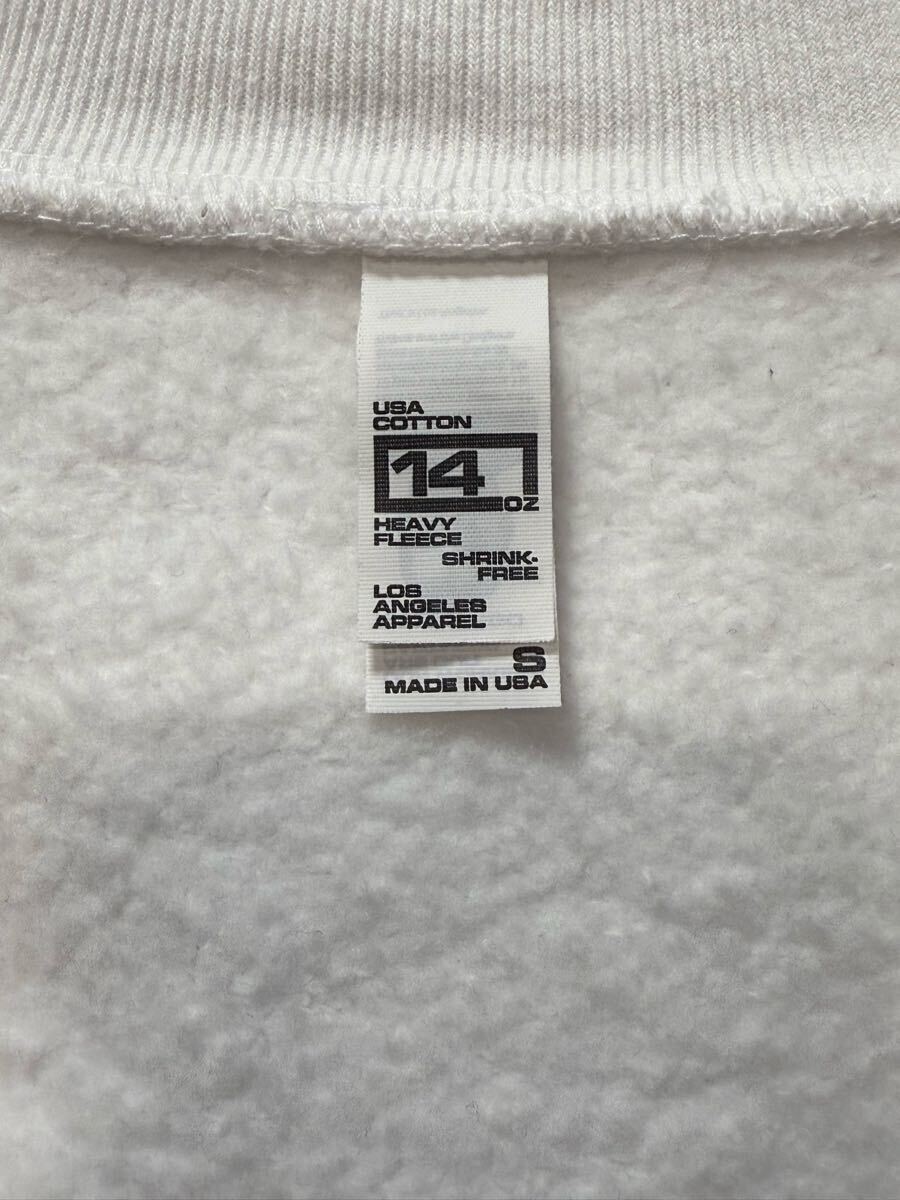 USA
COTTON
14
OZ
HEAVY
FLEECE
SHRINK-
FREE
LOS
ANGELES
APPAREL
S
MADE IN USA